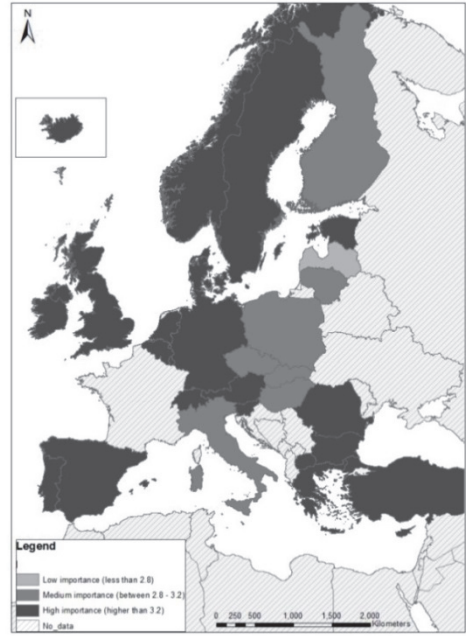 N
Legend
Low importance (less than 2.8)
Medium importance (between 2.8 - 3.2)
High importance (higher than 3.2)
No_data
0 250 500 1,000 1,500 2,000
Kilometers